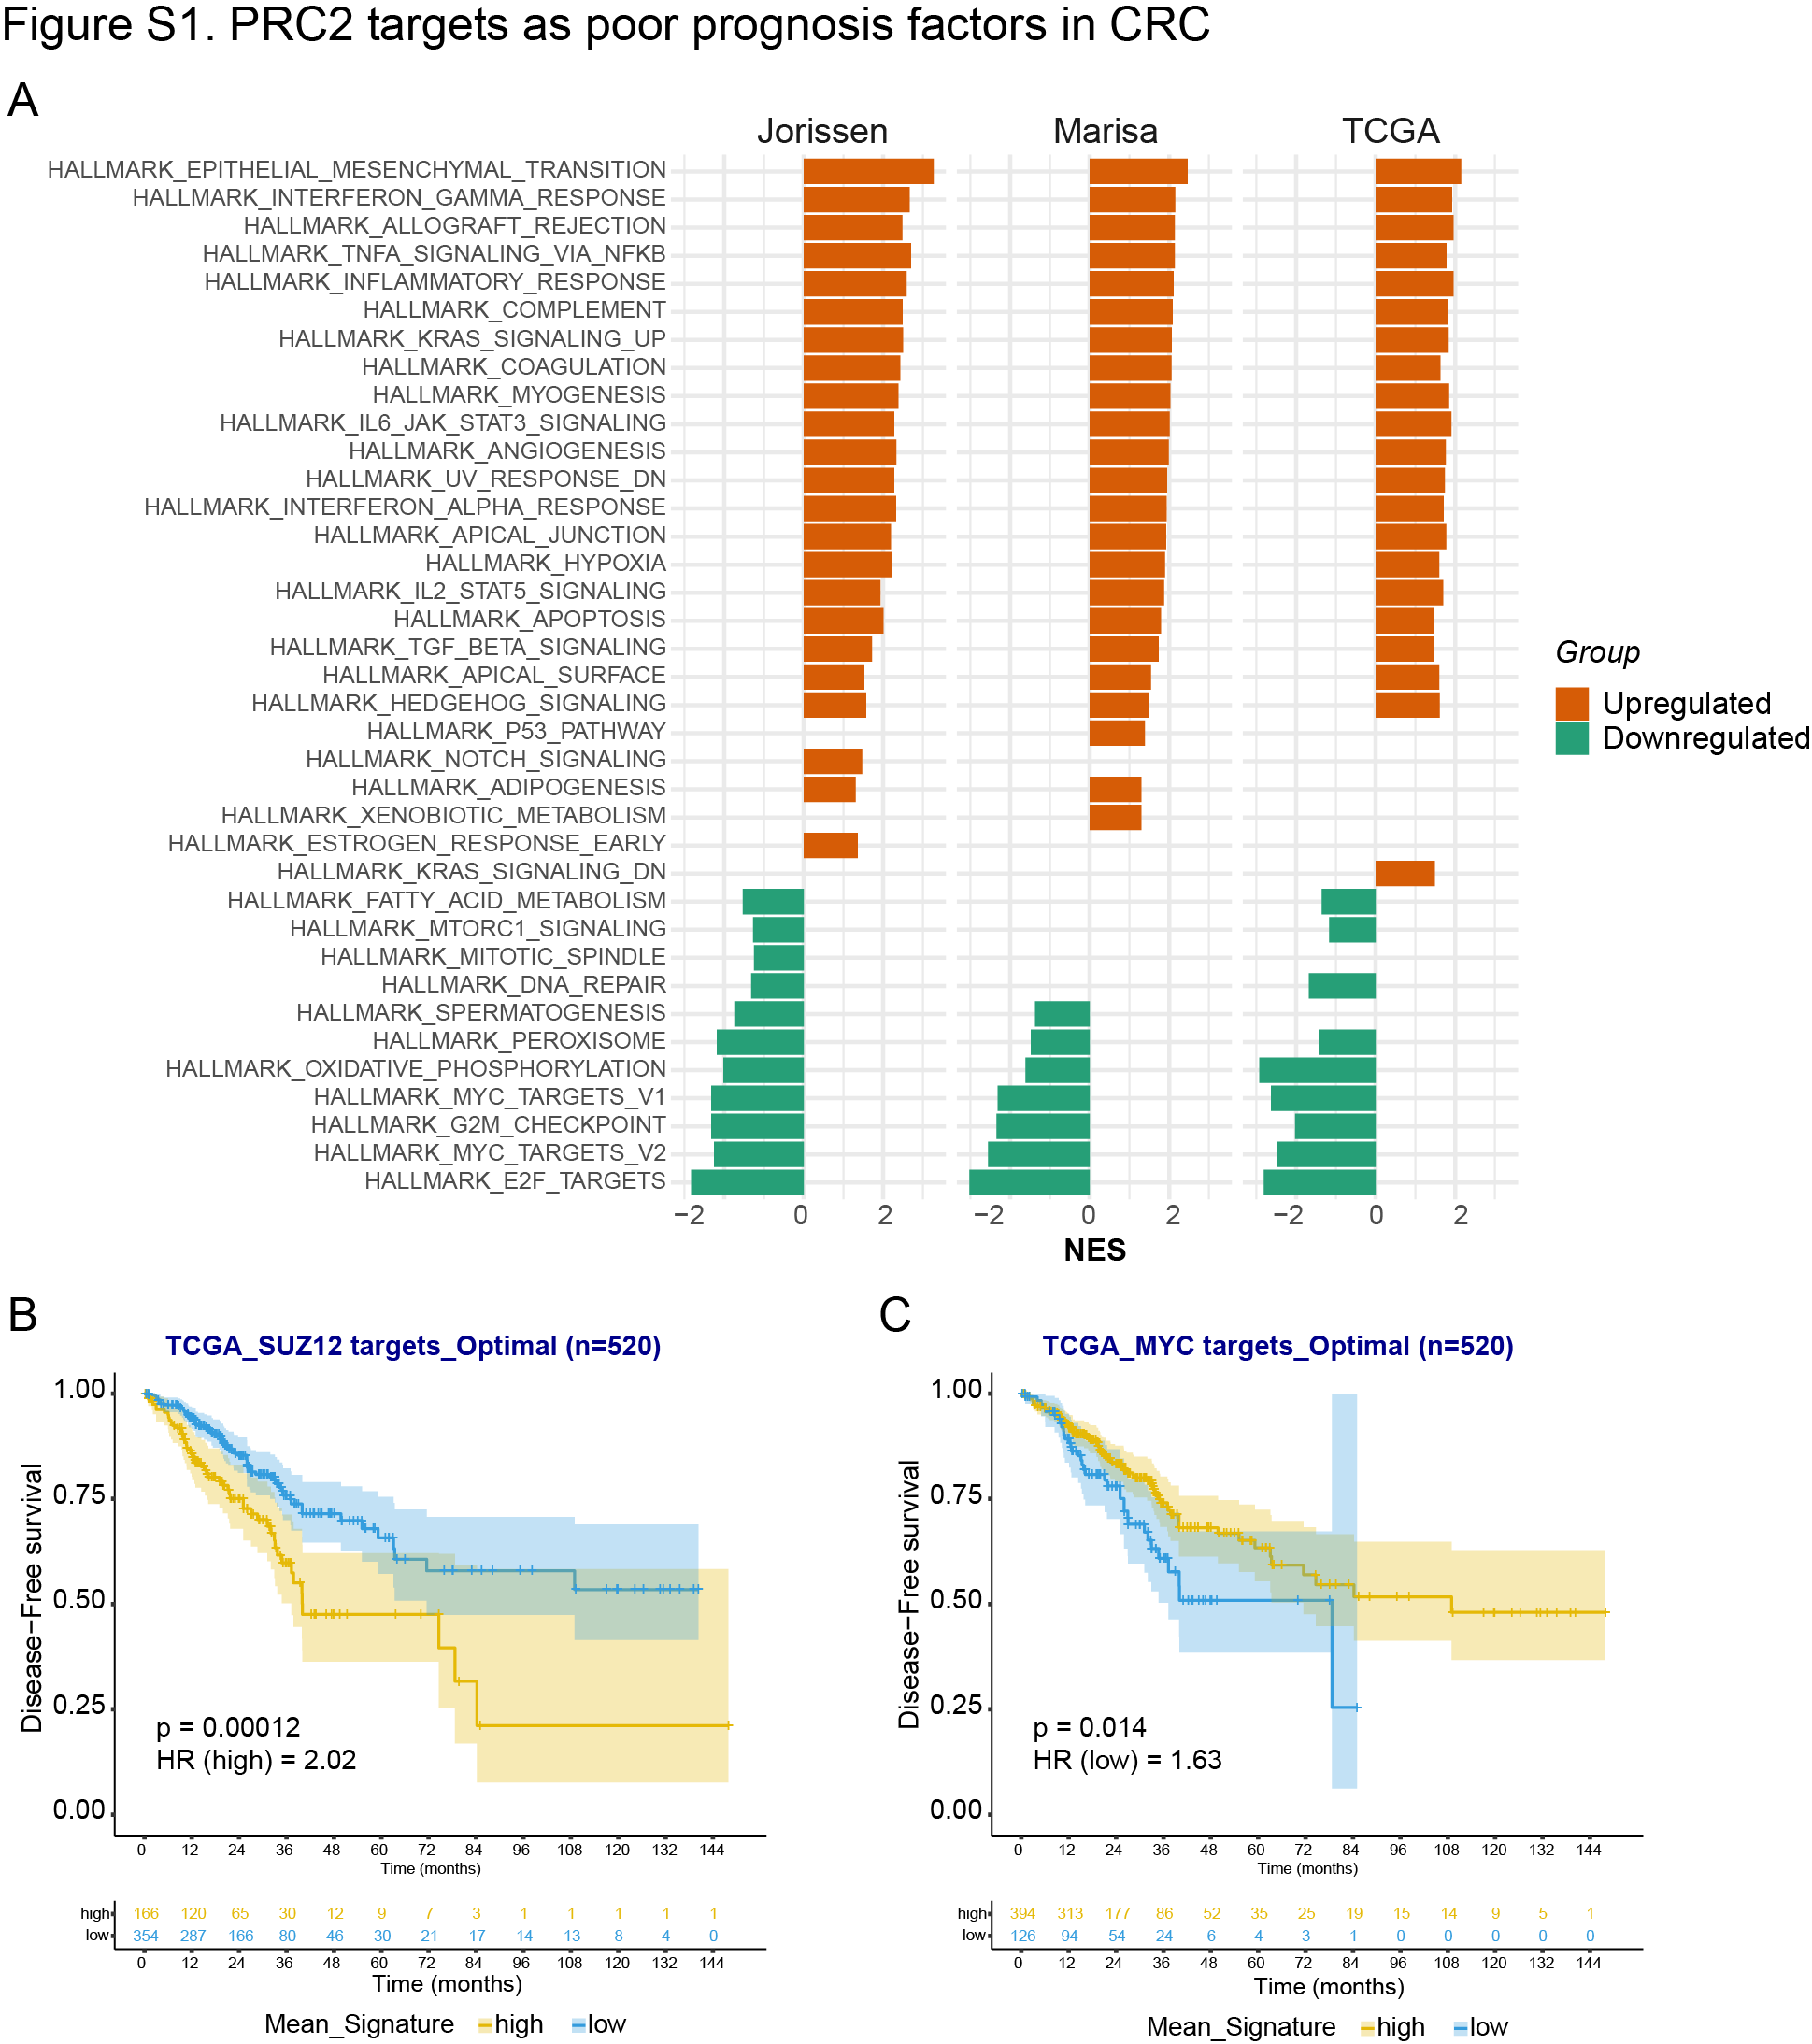 Figure S1. PRC2 targets as poor prognosis factors in CRC
A
Jorissen Marisa TCGA
HALLMARK_EPITHELIAL_MESENCHYMAL_TRANSITION
HALLMARK_INTERFERON_GAMMA_RESPONSE
HALLMARK_ALLOGRAFT_REJECTION
HALLMARK_TNFA_SIGNALING_VIA_NFKB
HALLMARK_INFLAMMATORY_RESPONSE
HALLMARK_COMPLEMENT
HALLMARK_KRAS_SIGNALING_UP
HALLMARK_COAGULATION
HALLMARK_MYOGENESIS
HALLMARK_IL6_JAK_STAT3_SIGNALING
HALLMARK_ANGIOGENESIS
HALLMARK_UV_RESPONSE_DN
HALLMARK_INTERFERON_ALPHA_RESPONSE
HALLMARK_APICAL_JUNCTION
HALLMARK_HYPOXIA
HALLMARK_IL2_STAT5_SIGNALING
HALLMARK_APOPTOSIS
HALLMARK_TGF_BETA_SIGNALING
HALLMARK_APICAL_SURFACE
HALLMARK_HEDGEHOG_SIGNALING
HALLMARK_P53_PATHWAY
HALLMARK_NOTCH_SIGNALING
HALLMARK_ADIPOGENESIS
HALLMARK_XENOBIOTIC_METABOLISM
HALLMARK_ESTROGEN_RESPONSE_EARLY
HALLMARK_KRAS_SIGNALING_DN
HALLMARK_FATTY_ACID_METABOLISM
HALLMARK_MTORC1_SIGNALING
HALLMARK_MITOTIC_SPINDLE
HALLMARK_DNA_REPAIR
HALLMARK_SPERMATOGENESIS
HALLMARK_PEROXISOME
HALLMARK_OXIDATIVE_PHOSPHORYLATION
HALLMARK_MYC_TARGETS_V1
HALLMARK_G2M_CHECKPOINT
HALLMARK_MYC_TARGETS_V2
HALLMARK_E2F_TARGETS
−2 0 2 −2 0 2 −2 0 2
NES
Group
Upregulated
Downregulated
B
TCGA_SUZ12 targets_Optimal (n=520)
Disease−Free survival
1.00
0.75
0.50
0.25
0.00
p = 0.00012
HR (high) = 2.02
0 12 24 36 48 60 72 84 96 108 120 132 144
Time (months)
high 166 120 65 30 12 9 7 3 1 1 1 1 1
low 354 287 166 80 46 30 21 17 14 13 8 4 0
0 12 24 36 48 60 72 84 96 108 120 132 144
Time (months)
Mean_Signature high low
C
TCGA_MYC targets_Optimal (n=520)
Disease−Free survival
1.00
0.75
0.50
0.25
0.00
p = 0.014
HR (low) = 1.63
0 12 24 36 48 60 72 84 96 108 120 132 144
Time (months)
high 394 313 177 86 52 35 25 19 15 14 9 5 1
low 126 94 54 24 6 4 3 1 0 0 0 0 0
0 12 24 36 48 60 72 84 96 108 120 132 144
Time (months)
Mean_Signature high low